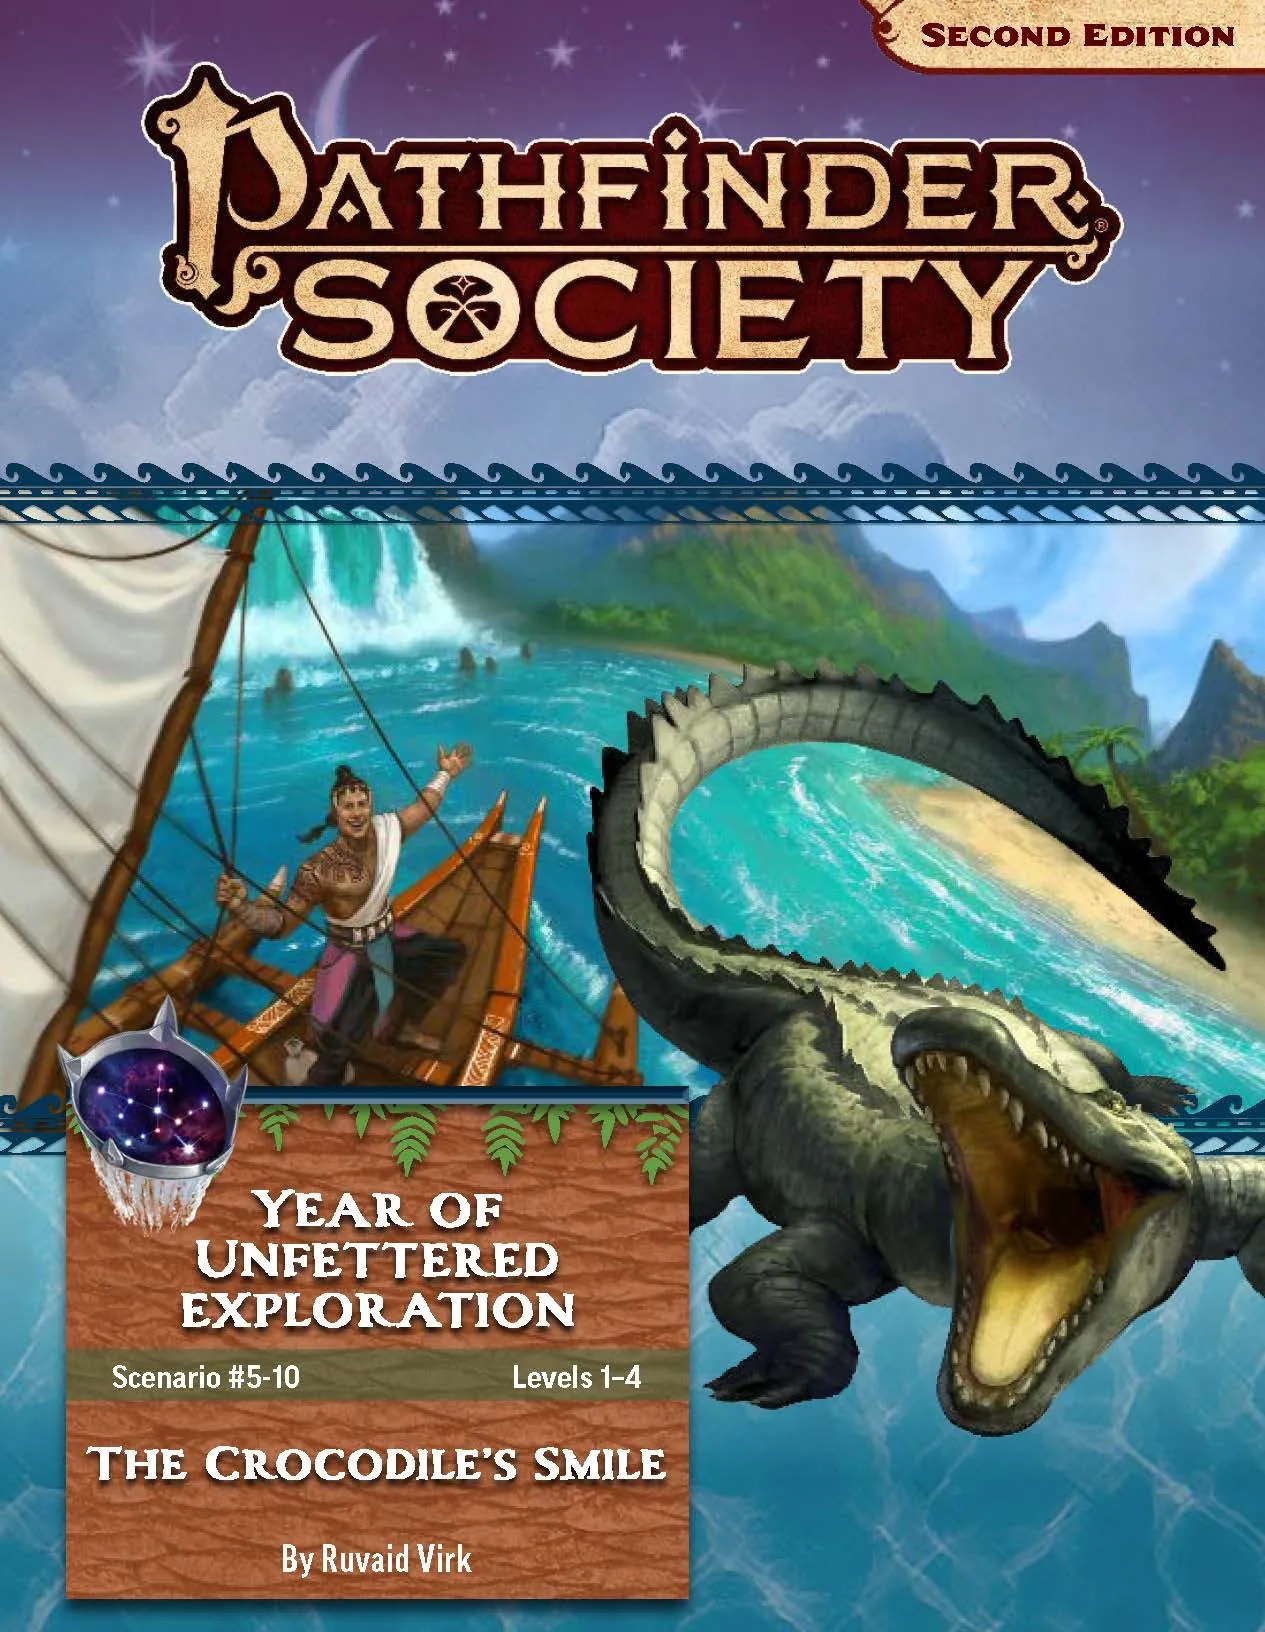 SECOND EDITION
PATHFINDER®
SOCIETY
YEAR OF
UNFETTERED
EXPLORATION
Scenario #5-10 Levels 1–4
THE CROCODILE'S SMILE
By Ruvaid Virk